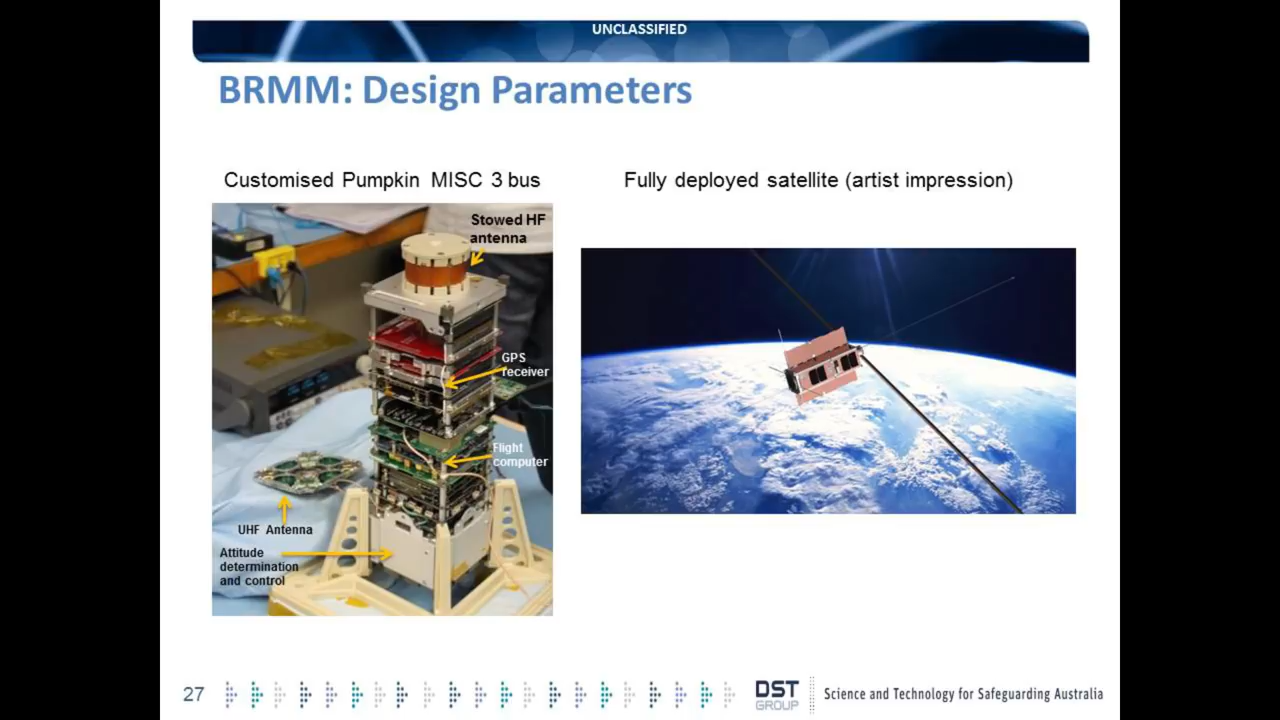 UNCLASSIFIED
BRMM: Design Parameters
Customised Pumpkin MISC 3 bus
Fully deployed satellite (artist impression)
Stowed HF
antenna
GPS
receiver
Flight
computer
UHF Antenna
Attitude
determination
and control
27
DST
GROUP
Science and Technology for Safeguarding Australia